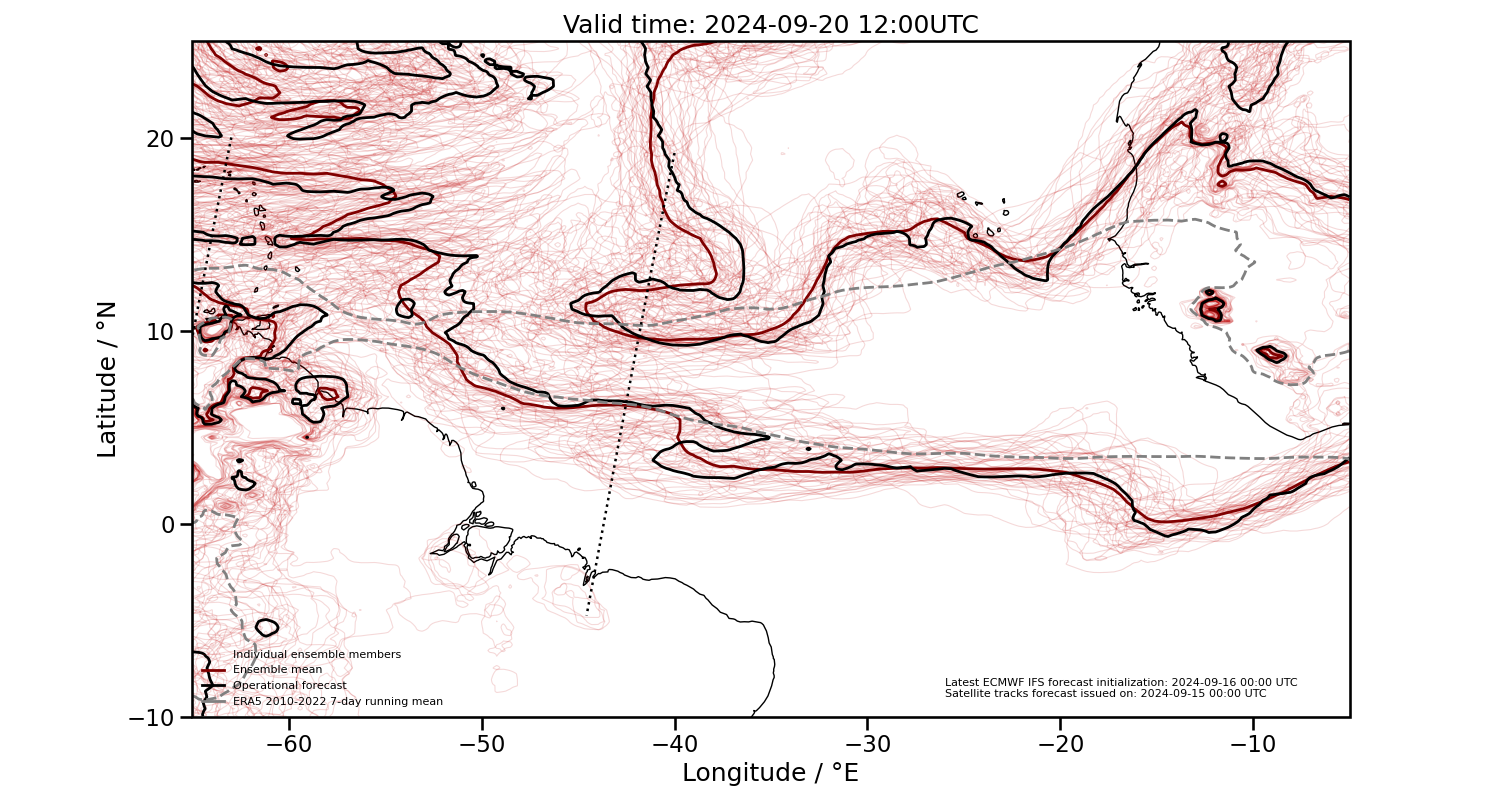 Valid time: 2024-09-20 12:00UTC
20
10
0
−10
Latitude / °N
Individual ensemble members
Ensemble mean
Operational forecast
ERA5 2010-2022 7-day running mean
Latest ECMWF IFS forecast initialization: 2024-09-16 00:00 UTC
Satellite tracks forecast issued on: 2024-09-15 00:00 UTC
−60 −50 −40 −30 −20 −10
Longitude / °E